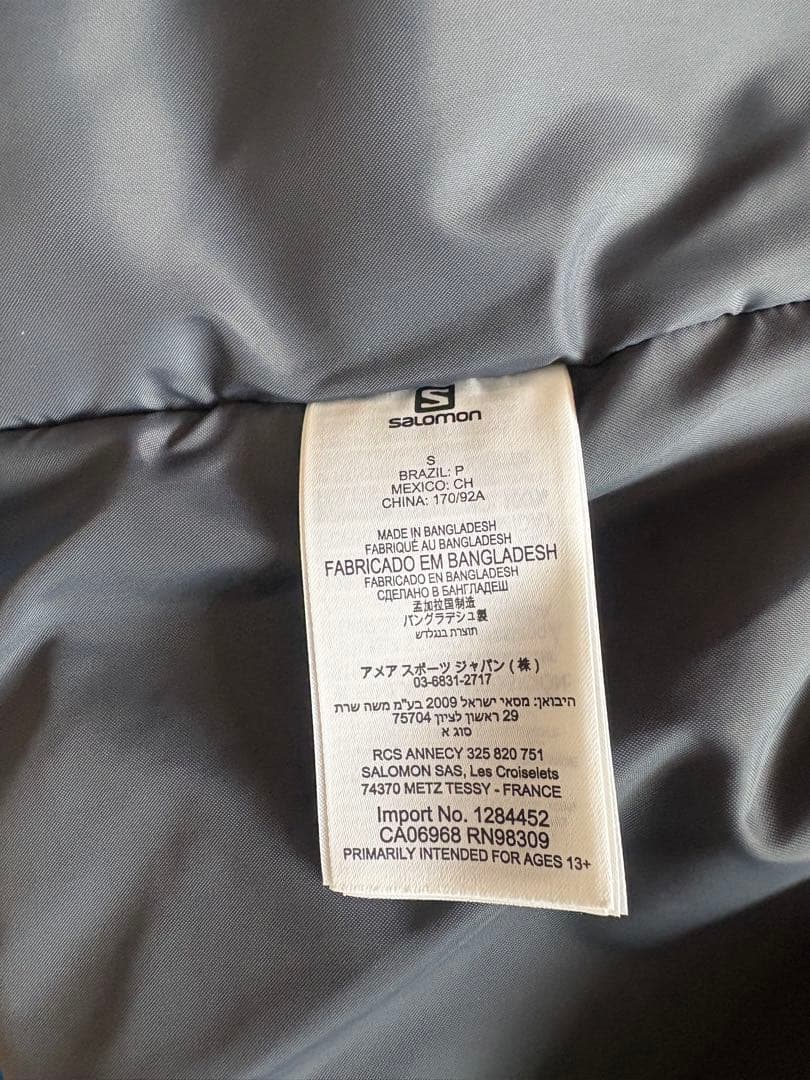 S
salomon
S
BRAZIL: P
MEXICO: CH
CHINA: 170/92A
MADE IN BANGLADESH
FABRIQUÉ AU BANGLADESH
FABRICADO EM BANGLADESH
FABRICADO EN BANGLADESH
СДЕЛАНО В БАНГЛАДЕШ
孟加拉国制造
バングラデシュ製
תוצרת בנגלדש
アメア スポーツ ジャパン ( 株 )
03-6831-2717
היבואן: מסאי ישראל 2009 בע"מ משה שרת
29 ראשון לציון 75704
סוג א
RCS ANNECY 325 820 751
SALOMON SAS, Les Croiselets
74370 METZ TESSY - FRANCE
Import No. 1284452
CA06968 RN98309
PRIMARILY INTENDED FOR AGES 13+